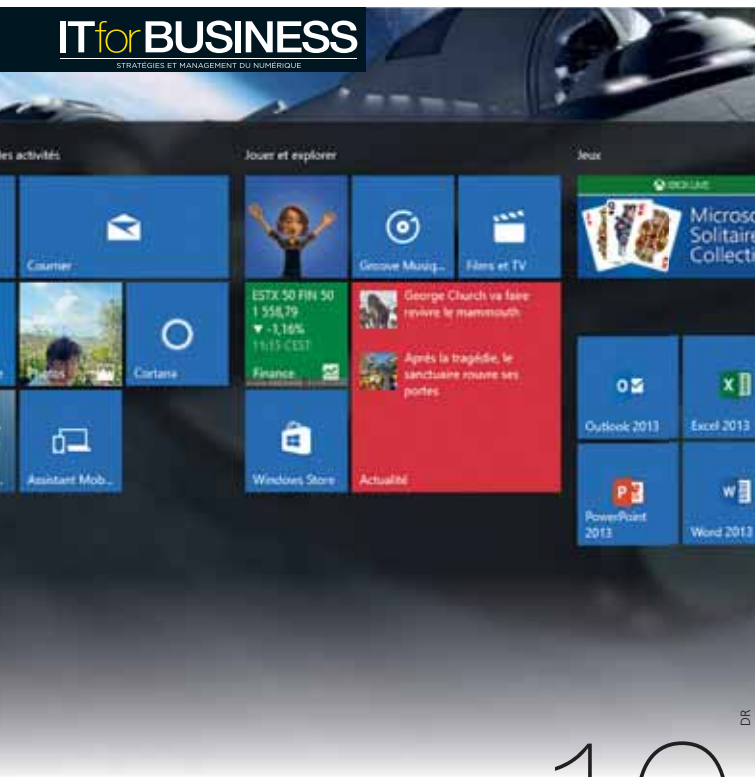 ITforBUSINESS
STRATÉGIES ET MANAGEMENT DU NUMÉRIQUE
es activités
Jouer et explorer
Jeux
Courrier
Groove Musiq...
Films et TV
XBOX LIVE
Microso
Solitaire
Collecti
ESTX 50 FIN 50
1 558,79
▼ -1,16%
11:15 CEST
Finance
George Church va faire
revivre le mammouth
Après la tragédie, le
sanctuaire rouvre ses
portes
Photos
Cortana
Assistant Mob...
Windows Store
Actualité
Outlook 2013
Excel 2013
PowerPoint
2013
Word 2013
DR
10